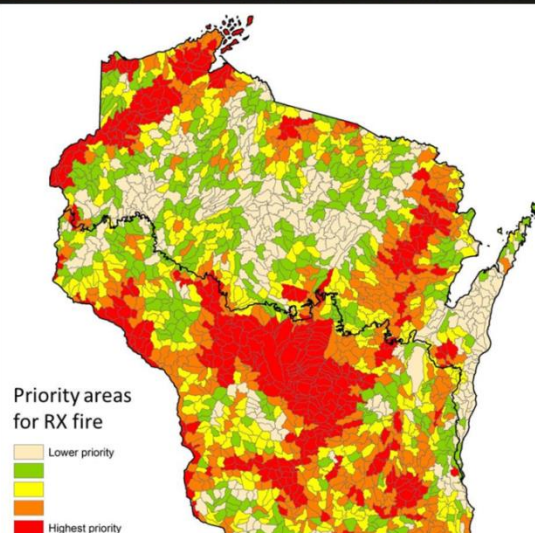 Priority areas
for RX fire
Lower priority
Highest priority